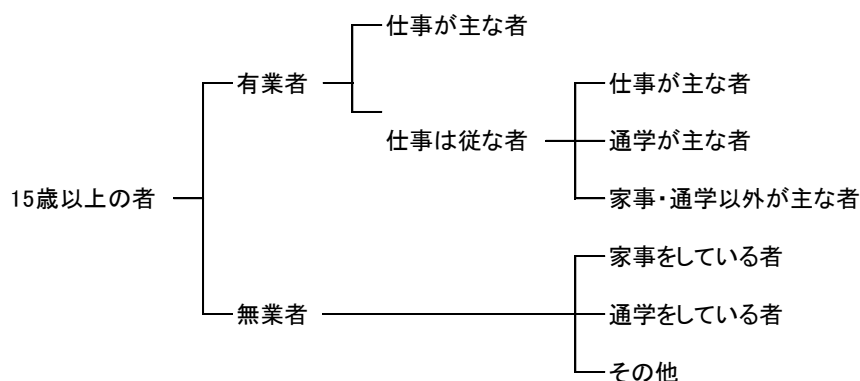 仕事が主な者
有業者
仕事が主な者
仕事は従な者
通学が主な者
15歳以上の者
家事・通学以外が主な者
家事をしている者
無業者
通学をしている者
その他